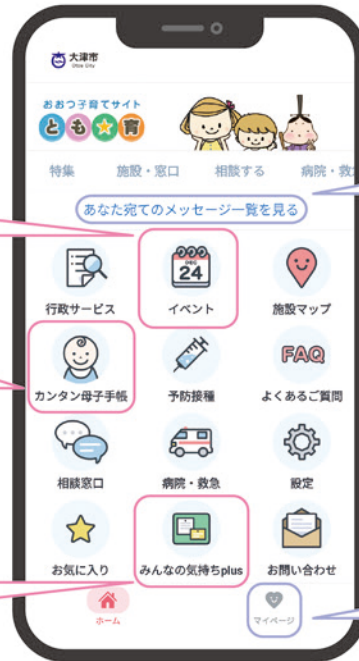 大津市
Otsu City
おおつ子育てサイト
とも育
特集 施設・窓口 相談する 病院・救
あなた宛てのメッセージ一覧を見る
DEC
24
行政サービス イベント 施設マップ
FAQ
カンタン母子手帳 予防接種 よくあるご質問
相談窓口 病院・救急 設定
お気に入り みんなの気持ちplus お問い合わせ
ホーム マイページ